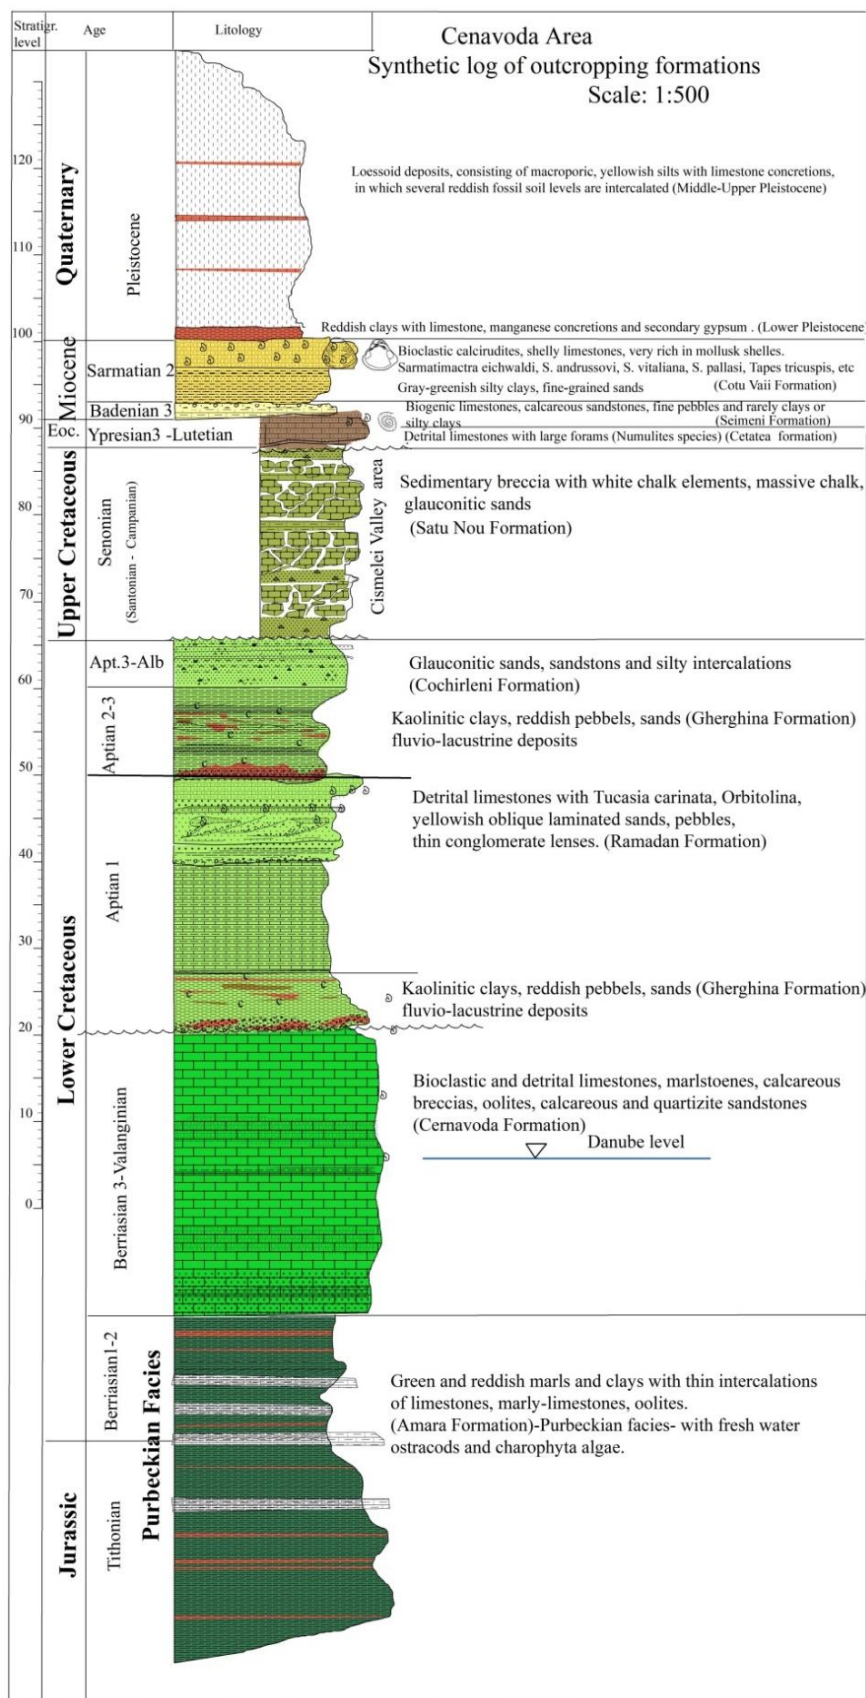 Stratigr.
level
Age
Litology
Cenavoda Area
Synthetic log of outcropping formations
Scale: 1:500
120
110
100
90
80
70
60
50
40
30
20
10
0
Quaternary
Pleistocene
Loessoid deposits, consisting of macroporic, yellowish silts with limestone concretions,
in which several reddish fossil soil levels are intercalated (Middle-Upper Pleistocene)
Reddish clays with limestone, manganese concretions and secondary gypsum . (Lower Pleistocene)
Miocene
Sarmatian 2
Bioclastic calcirudites, shelly limestones, very rich in mollusk shelles.
Sarmatimactra eichwaldi, S. andrussovi, S. vitaliana, S. pallasi, Tapes tricuspis, etc
Gray-greenish silty clays, fine-grained sands (Cotu Vaii Formation)
Badenian 3
Biogenic limestones, calcareous sandstones, fine pebbles and rarely clays or
silty clays (Seimeni Formation)
Eoc.
Ypresian3 -Lutetian
Detrital limestones with large forams (Numulites species) (Cetatea formation)
Upper Cretaceous
Senonian
(Santonian - Campanian)
Cismelei Valley area
Sedimentary breccia with white chalk elements, massive chalk,
glauconitic sands
(Satu Nou Formation)
Lower Cretaceous
Apt.3-Alb
Glauconitic sands, sandstons and silty intercalations
(Cochirleni Formation)
Aptian 2-3
Kaolinitic clays, reddish pebbels, sands (Gherghina Formation)
fluvio-lacustrine deposits
Aptian 1
Detrital limestones with Tucasia carinata, Orbitolina,
yellowish oblique laminated sands, pebbles,
thin conglomerate lenses. (Ramadan Formation)
Kaolinitic clays, reddish pebbels, sands (Gherghina Formation)
fluvio-lacustrine deposits
Berriasian 3-Valanginian
Bioclastic and detrital limestones, marlstoenes, calcareous
breccias, oolites, calcareous and quartizite sandstones
(Cernavoda Formation)
Danube level
Berriasian1-2
Purbeckian Facies
Green and reddish marls and clays with thin intercalations
of limestones, marly-limestones, oolites.
(Amara Formation)-Purbeckian facies- with fresh water
ostracods and charophyta algae.
Jurassic
Tithonian